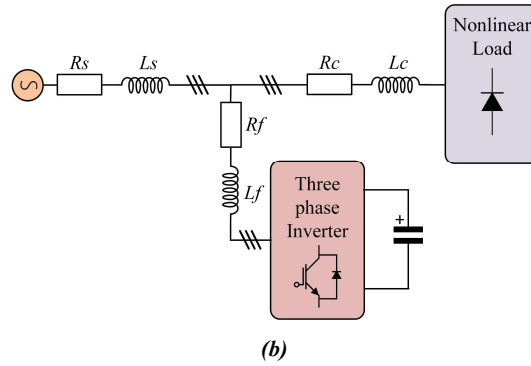 Rs
Ls
Rc
Lc
Nonlinear
Load
Rf
Lf
Three
phase
Inverter
+
(b)